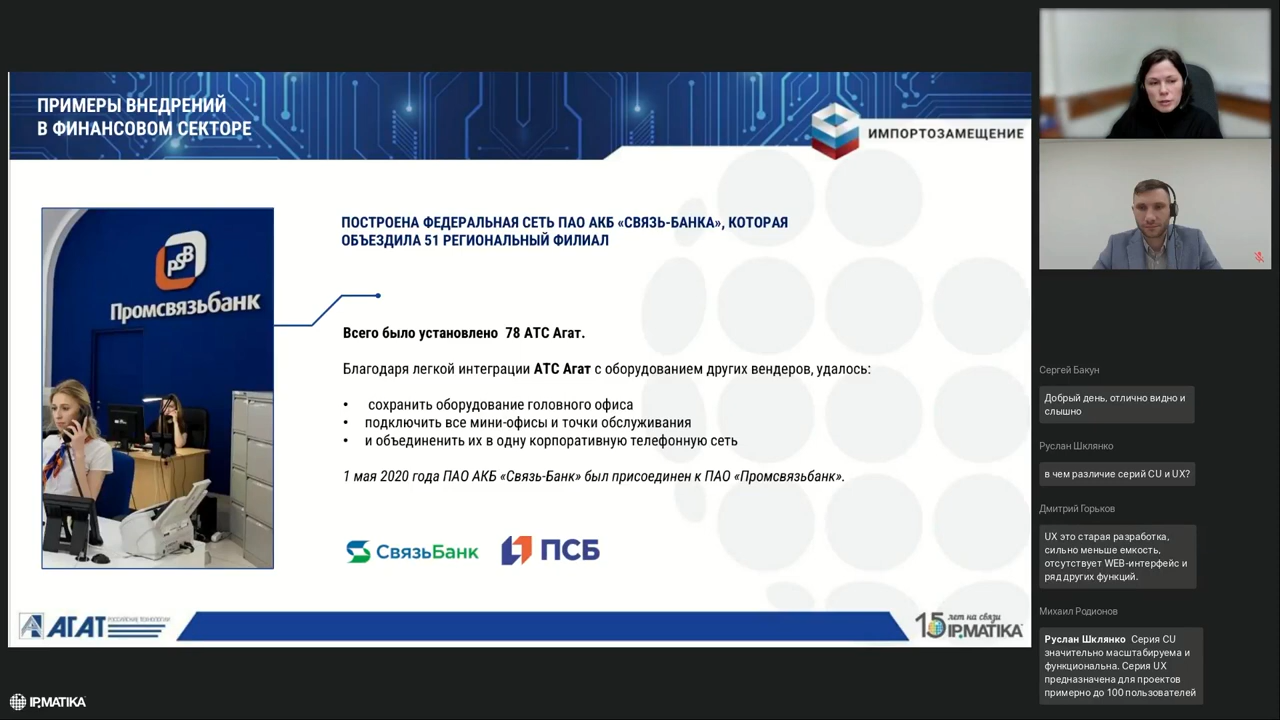 ПРИМЕРЫ ВНЕДРЕНИЙ
В ФИНАНСОВОМ СЕКТОРЕ
ИМПОРТОЗАМЕЩЕНИЕ
PSB
Промсвязьбанк
ПОСТРОЕНА ФЕДЕРАЛЬНАЯ СЕТЬ ПАО АКБ «СВЯЗЬ-БАНКА», КОТОРАЯ
ОБЪЕЗДИЛА 51 РЕГИОНАЛЬНЫЙ ФИЛИАЛ
Всего было установлено 78 АТС Агат.
Благодаря легкой интеграции АТС Агат с оборудованием других вендеров, удалось:
• сохранить оборудование головного офиса
• подключить все мини-офисы и точки обслуживания
• и объединенить их в одну корпоративную телефонную сеть
1 мая 2020 года ПАО АКБ «Связь-Банк» был присоединен к ПАО «Промсвязьбанк».
СвязьБанк
ПСБ
АГАТ
РОССИЙСКИЕ ТЕХНОЛОГИИ
15 лет на связи
IPMATIKA
IPMATIKA
Сергей Бакун
Добрый день, отлично видно и
слышно
Руслан Шклянко
в чем различие серий CU и UX?
Дмитрий Горьков
UX это старая разработка,
сильно меньше емкость,
отсутствует WEB-интерфейс и
ряд других функций.
Михаил Родионов
Руслан Шклянко Серия CU
значительно масштабируема и
функциональна. Серия UX
предназначена для проектов
примерно до 100 пользователей